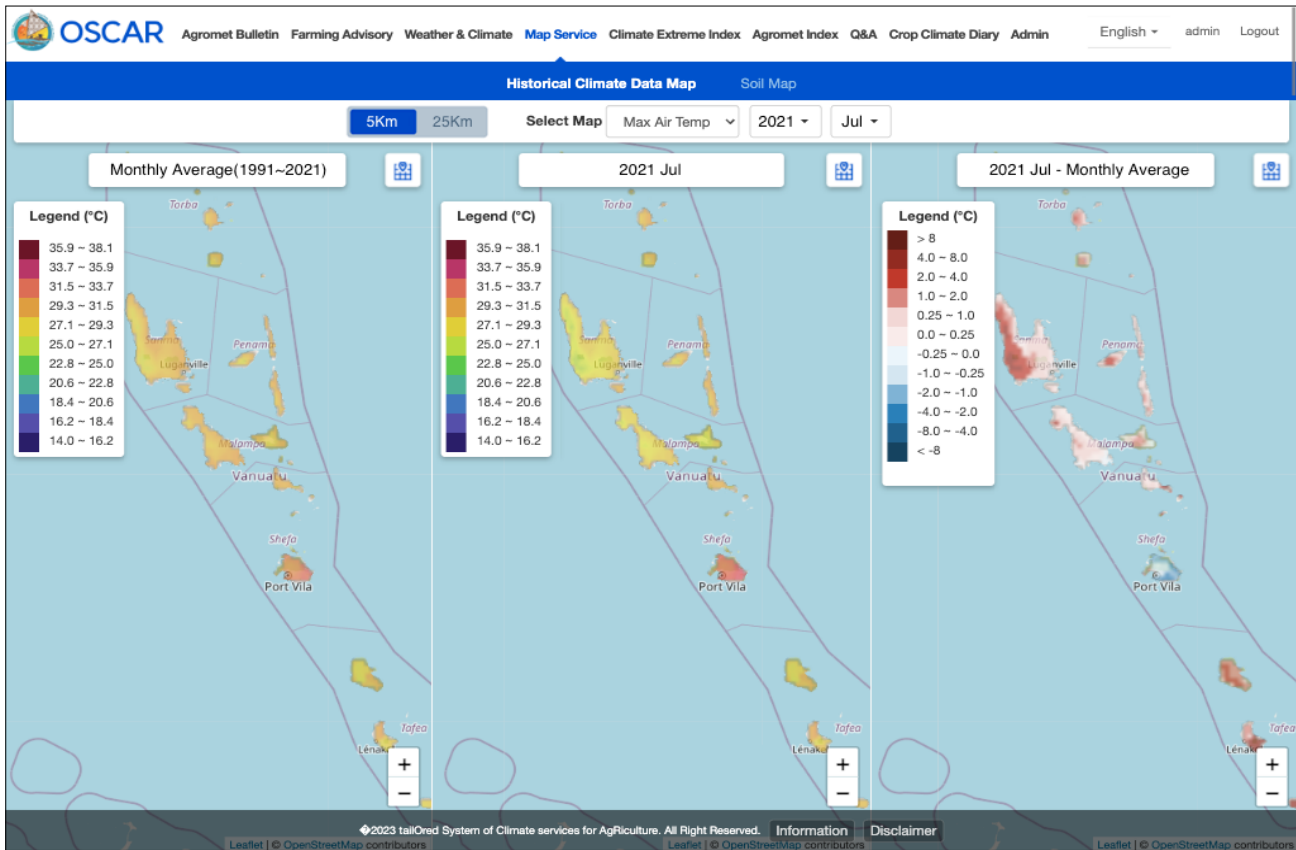 OSCAR
Agromet Bulletin Farming Advisory Weather & Climate Map Service Climate Extreme Index Agromet Index Q&A Crop Climate Diary Admin English admin Logout
Historical Climate Data Map Soil Map
5Km 25Km Select Map Max Air Temp 2021 Jul
Monthly Average(1991~2021)
Legend (°C)
35.9 ~ 38.1
33.7 ~ 35.9
31.5 ~ 33.7
29.3 ~ 31.5
27.1 ~ 29.3
25.0 ~ 27.1
22.8 ~ 25.0
20.6 ~ 22.8
18.4 ~ 20.6
16.2 ~ 18.4
14.0 ~ 16.2
Torba
Sanma
Penama
Luganville
Malampa
Vanuatu
Shefa
Port Vila
Tafea
+
−
2021 Jul
Legend (°C)
35.9 ~ 38.1
33.7 ~ 35.9
31.5 ~ 33.7
29.3 ~ 31.5
27.1 ~ 29.3
25.0 ~ 27.1
22.8 ~ 25.0
20.6 ~ 22.8
18.4 ~ 20.6
16.2 ~ 18.4
14.0 ~ 16.2
Torba
Penama
Luganville
Malampa
Vanuatu
Shefa
Port Vila
Tafea
+
−
2021 Jul - Monthly Average
Legend (°C)
> 8
4.0 ~ 8.0
2.0 ~ 4.0
1.0 ~ 2.0
0.25 ~ 1.0
0.0 ~ 0.25
-0.25 ~ 0.0
-1.0 ~ -0.25
-2.0 ~ -1.0
-4.0 ~ -2.0
-8.0 ~ -4.0
< -8
Torba
Penama
Malampa
Vanuatu
Shefa
Port Vila
Tafea
+
−
�2023 tailOred System of Climate services for AgRiculture. All Right Reserved. Information Disclaimer
Leaflet | © OpenStreetMap contributors
Leaflet | © OpenStreetMap contributors
Leaflet | © OpenStreetMap contributors